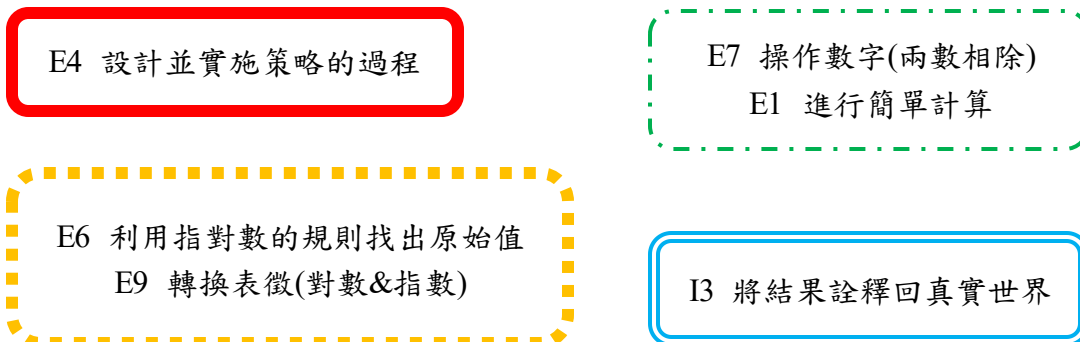 E4 設計並實施策略的過程
E7 操作數字(兩數相除)
E1 進行簡單計算
E6 利用指對數的規則找出原始值
E9 轉換表徵(對數&指數)
I3 將結果詮釋回真實世界